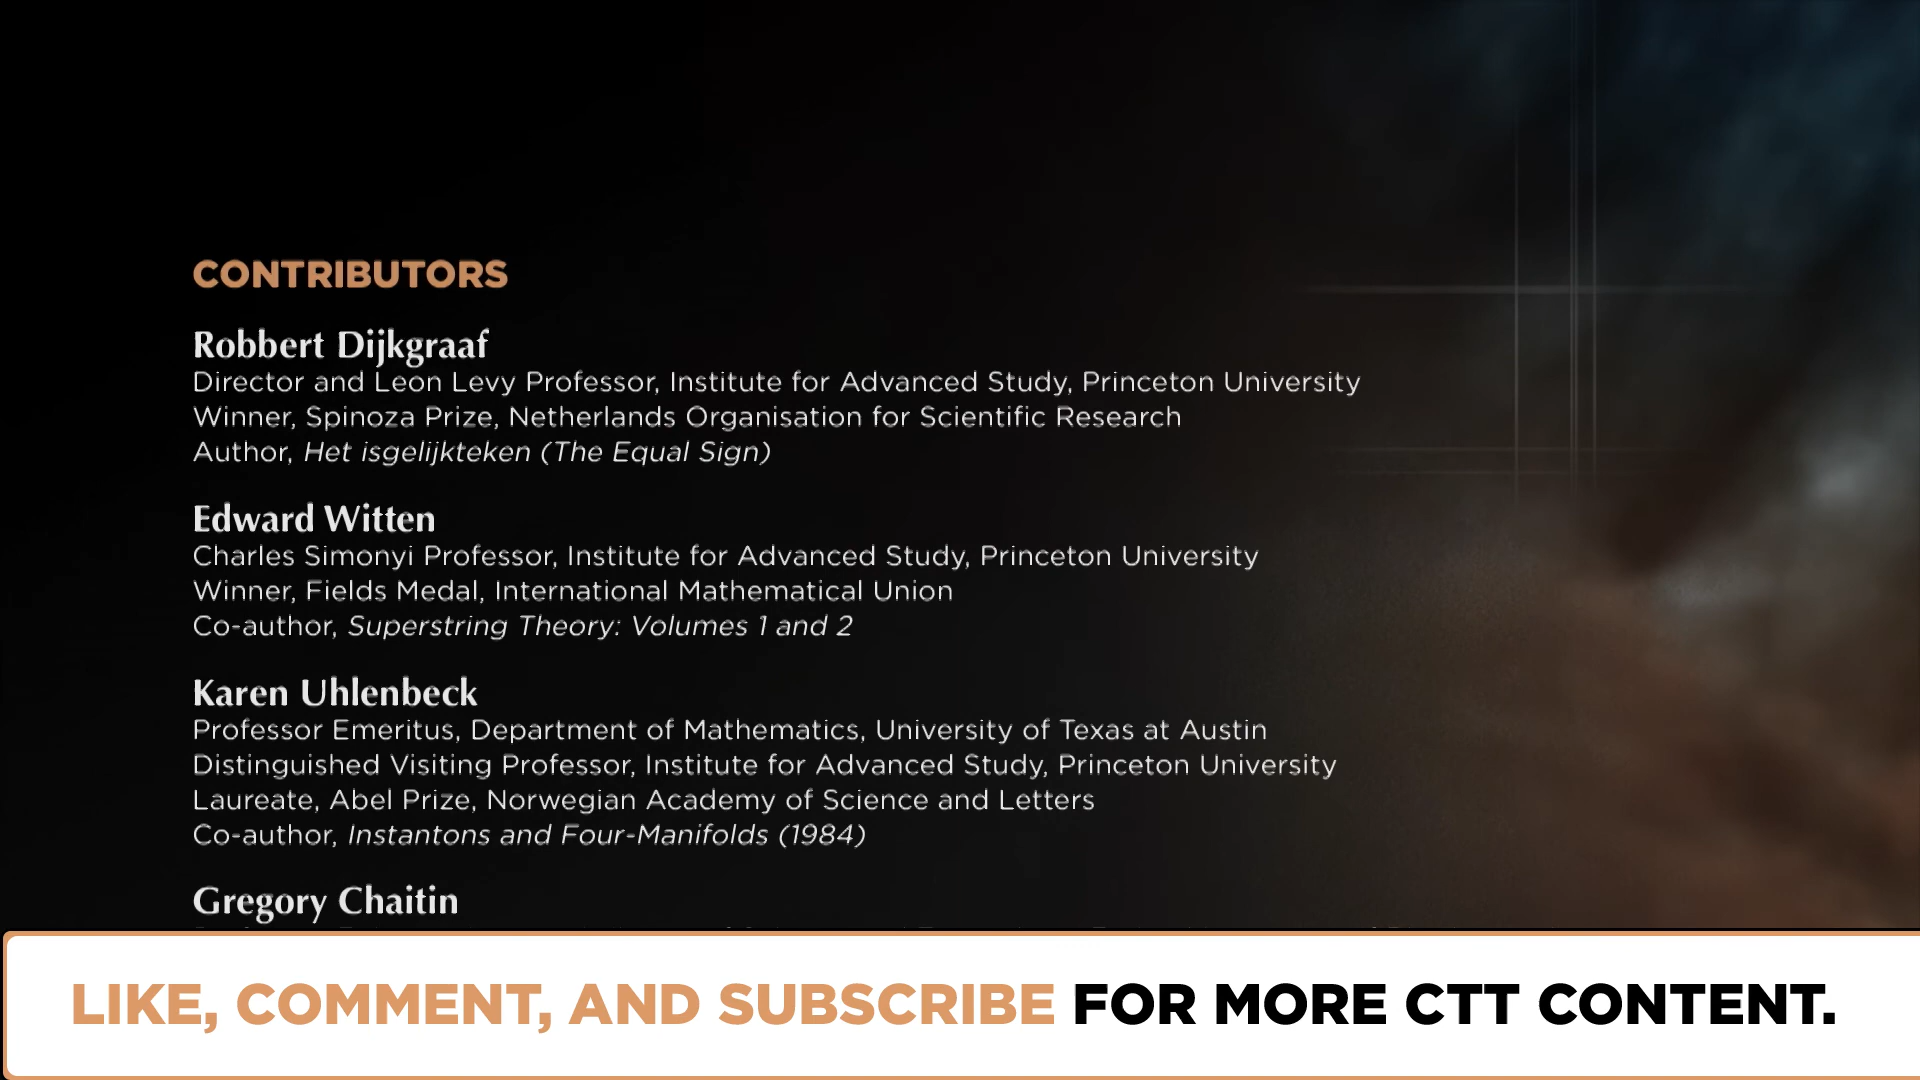 CONTRIBUTORS
Robbert Dijkgraaf
Director and Leon Levy Professor, Institute for Advanced Study, Princeton University
Winner, Spinoza Prize, Netherlands Organisation for Scientific Research
Author, Het isgelijkteken (The Equal Sign)
Edward Witten
Charles Simonyi Professor, Institute for Advanced Study, Princeton University
Winner, Fields Medal, International Mathematical Union
Co-author, Superstring Theory: Volumes 1 and 2
Karen Uhlenbeck
Professor Emeritus, Department of Mathematics, University of Texas at Austin
Distinguished Visiting Professor, Institute for Advanced Study, Princeton University
Laureate, Abel Prize, Norwegian Academy of Science and Letters
Co-author, Instantons and Four-Manifolds (1984)
Gregory Chaitin
LIKE, COMMENT, AND SUBSCRIBE FOR MORE CTT CONTENT.